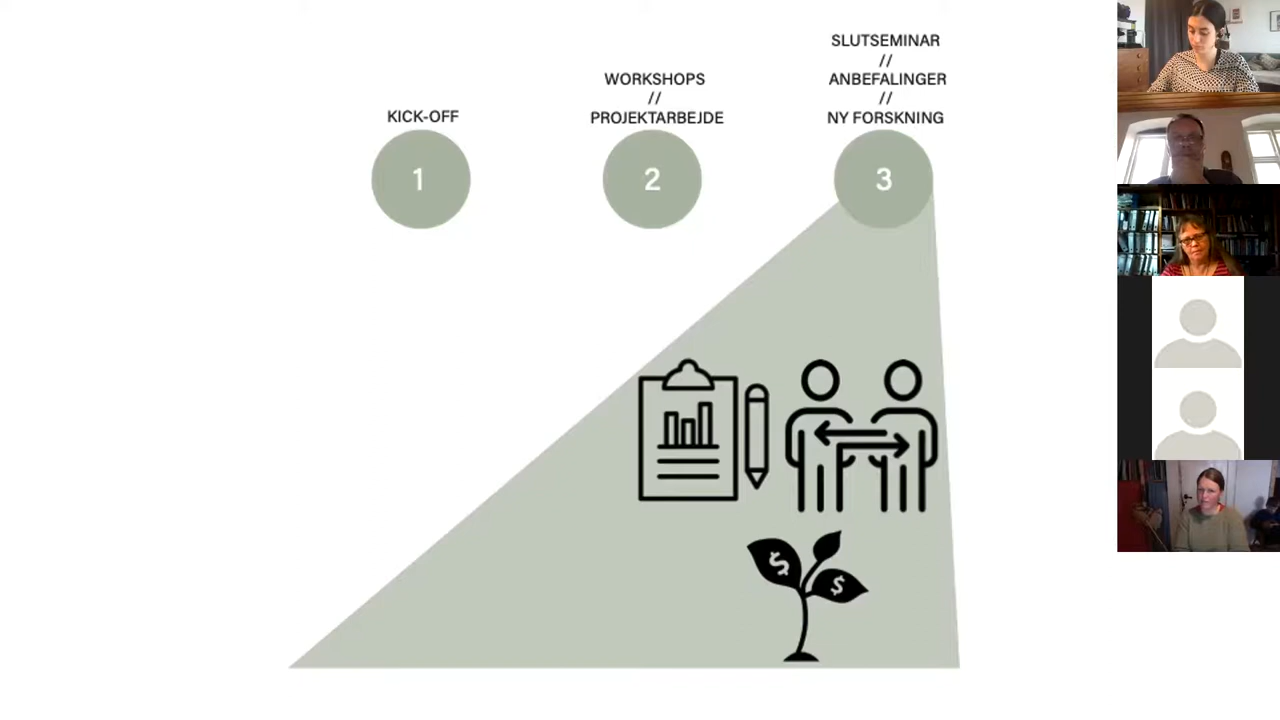 KICK-OFF
1
WORKSHOPS
//
PROJEKTARBEJDE
2
SLUTSEMINAR
//
ANBEFALINGER
//
NY FORSKNING
3
$
$